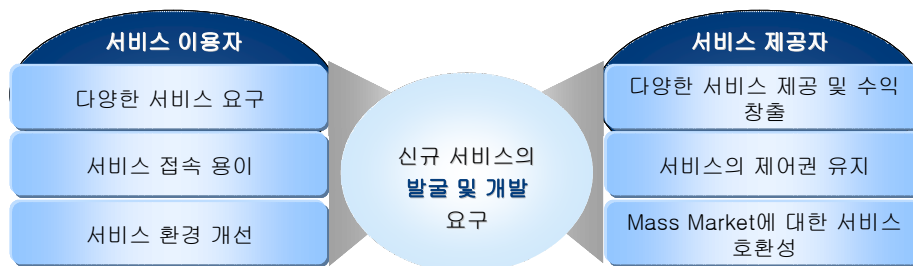 서비스 이용자
다양한 서비스 요구
서비스 접속 용이
서비스 환경 개선
신규 서비스의
발굴 및 개발
요구
서비스 제공자
다양한 서비스 제공 및 수익
창출
서비스의 제어권 유지
Mass Market에 대한 서비스
호환성